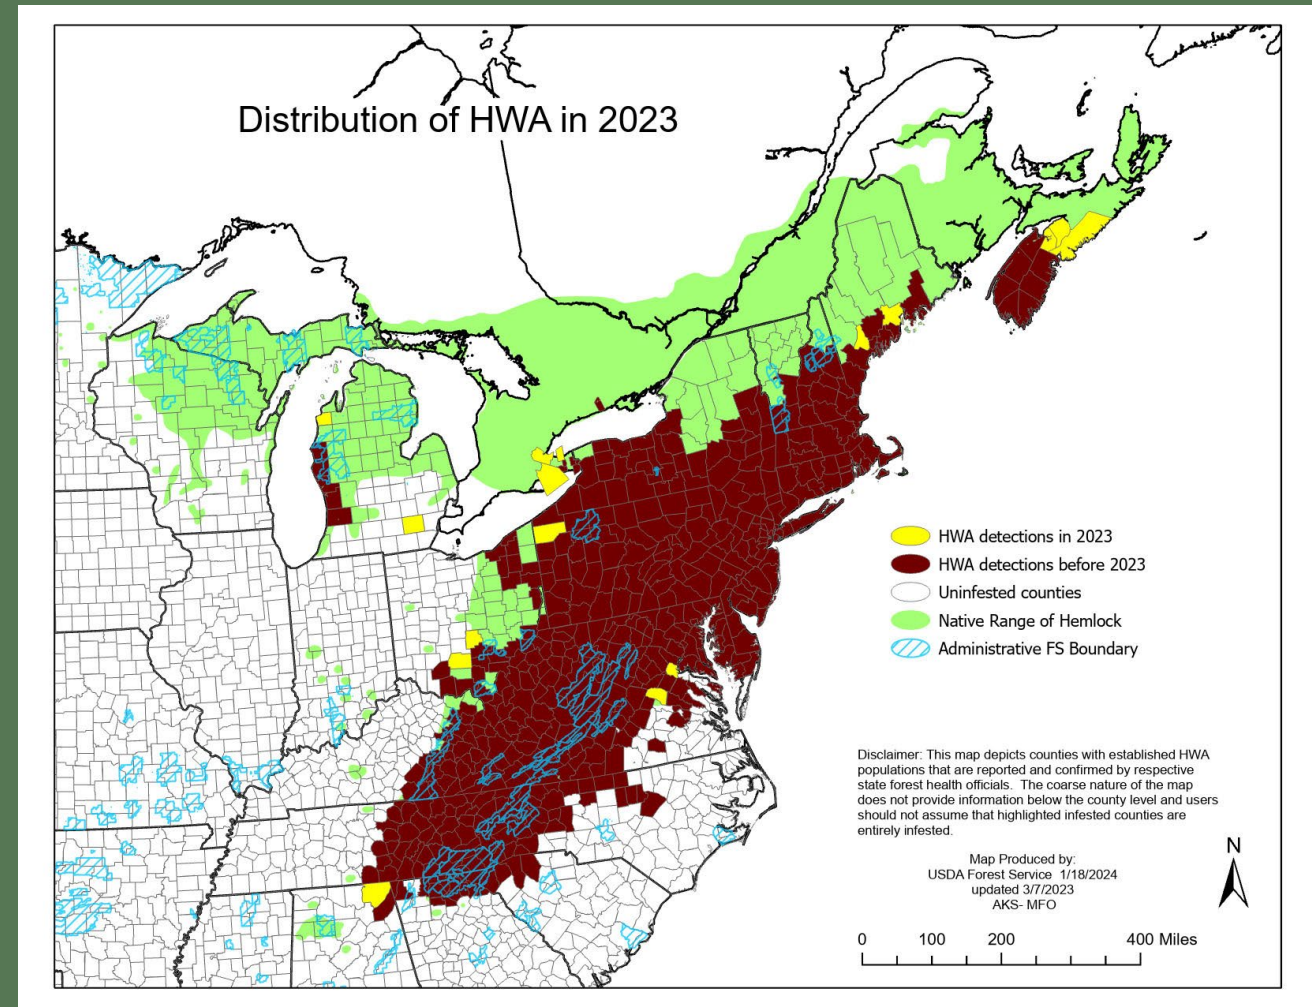 Distribution of HWA in 2023
HWA detections in 2023
HWA detections before 2023
Uninfested counties
Native Range of Hemlock
Administrative FS Boundary
Disclaimer: This map depicts counties with established HWA
populations that are reported and confirmed by respective
state forest health officials. The coarse nature of the map
does not provide information below the county level and users
should not assume that highlighted infested counties are
entirely infested.
Map Produced by:
USDA Forest Service 1/18/2024
updated 3/7/2023
AKS- MFO
N
0 100 200 400 Miles